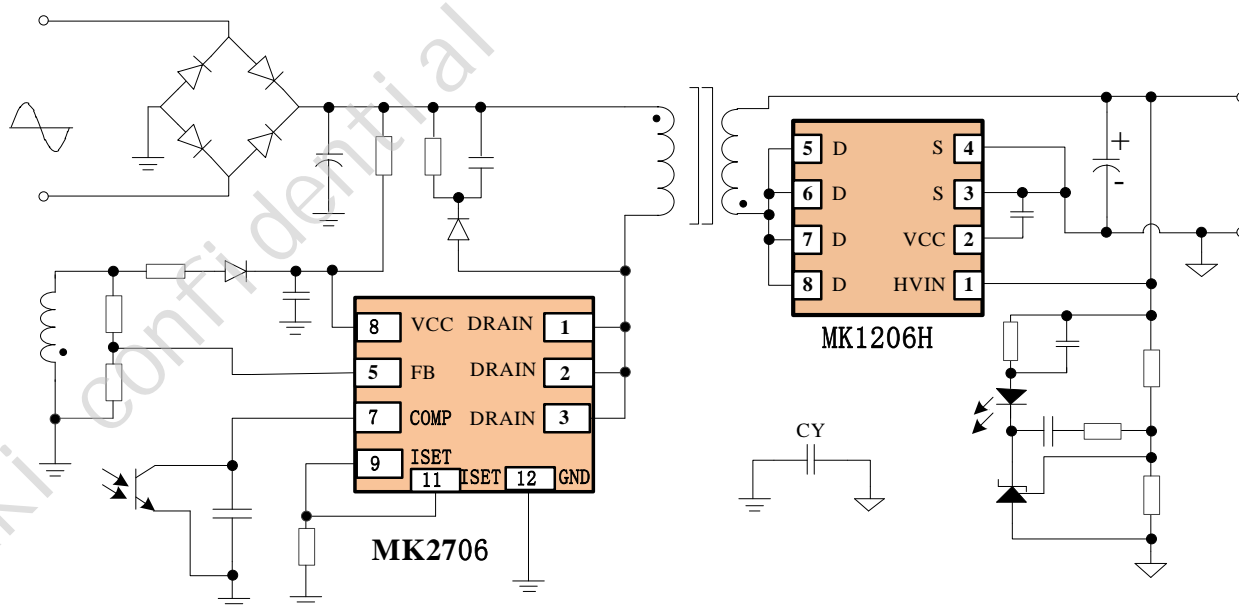 ki confidential
+
-
5 D S 4
6 D S 3
7 D VCC 2
8 D HVIN 1
MK1206H
8 VCC DRAIN 1
5 FB DRAIN 2
7 COMP DRAIN 3
9 ISET
11 ISET 12 GND
MK2706
CY